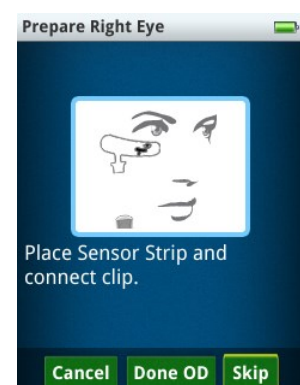 Prepare Right Eye
Place Sensor Strip and
connect clip.
Cancel Done OD Skip